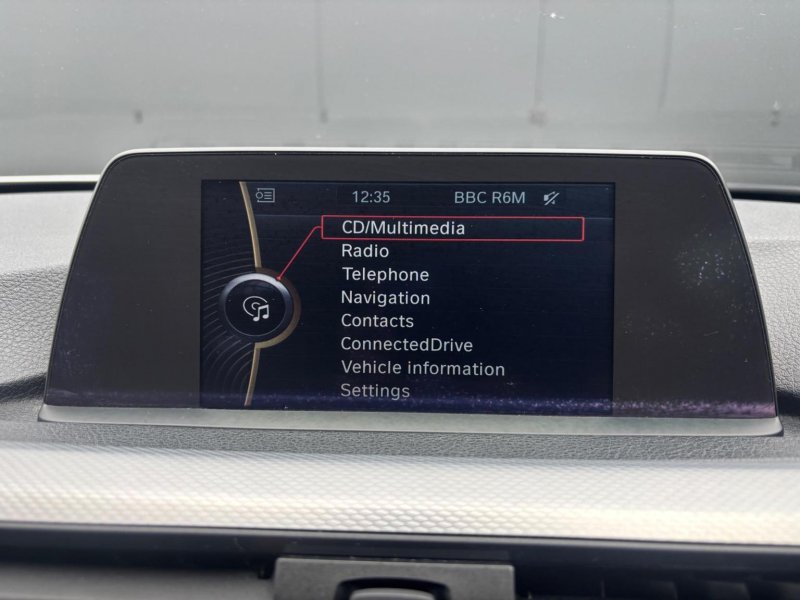 12:35 BBC R6M
CD/Multimedia
Radio
Telephone
Navigation
Contacts
ConnectedDrive
Vehicle information
Settings